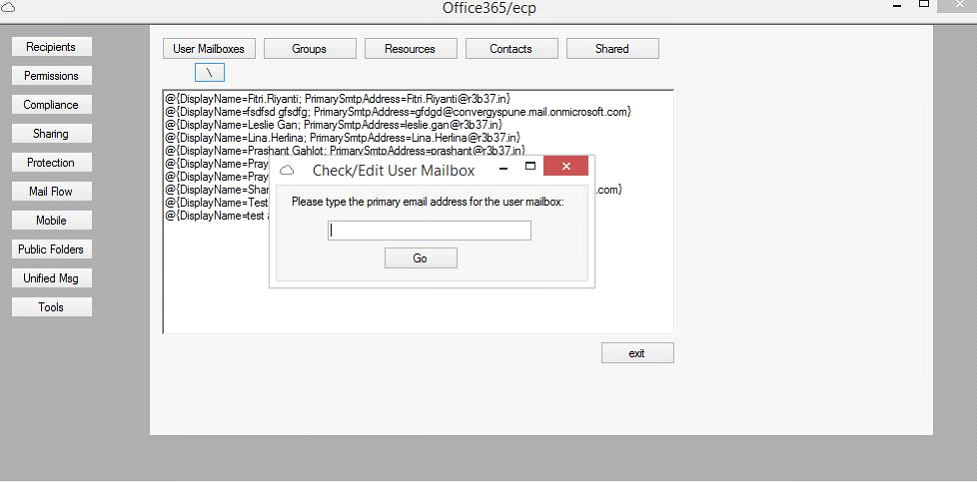 Office365/ecp
Recipients
Permissions
Compliance
Sharing
Protection
Mail Flow
Mobile
Public Folders
Unified Msg
Tools
User Mailboxes
Groups
Resources
Contacts
Shared
\
@{DisplayName=Fitri.Riyanti; PrimarySmtpAddress=Fitri.Riyanti@r3b37.in}
@{DisplayName=fsdfsd gfsdfg; PrimarySmtpAddress=gfdgd@convergyspune.mail.onmicrosoft.com}
@{DisplayName=Leslie Gan; PrimarySmtpAddress=leslie.gan@r3b37.in}
@{DisplayName=Lina.Herlina; PrimarySmtpAddress=Lina.Herlina@r3b37.in}
@{DisplayName=Prashant Gahlot; PrimarySmtpAddress=prashant@r3b37.in}
@{DisplayName=Pray
@{DisplayName=Pray
@{DisplayName=Shar .com}
@{DisplayName=Test
@{DisplayName=test
Check/Edit User Mailbox
Please type the primary email address for the user mailbox:
Go
exit